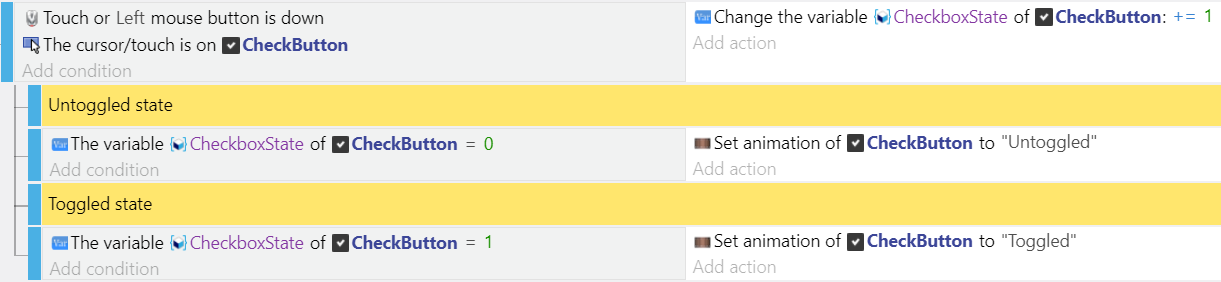 Touch or Left mouse button is down
The cursor/touch is on CheckButton
Add condition
Var Change the variable CheckboxState of CheckButton: += 1
Add action
Untoggled state
Var The variable CheckboxState of CheckButton = 0
Add condition
Set animation of CheckButton to "Untoggled"
Add action
Toggled state
Var The variable CheckboxState of CheckButton = 1
Add condition
Set animation of CheckButton to "Toggled"
Add action